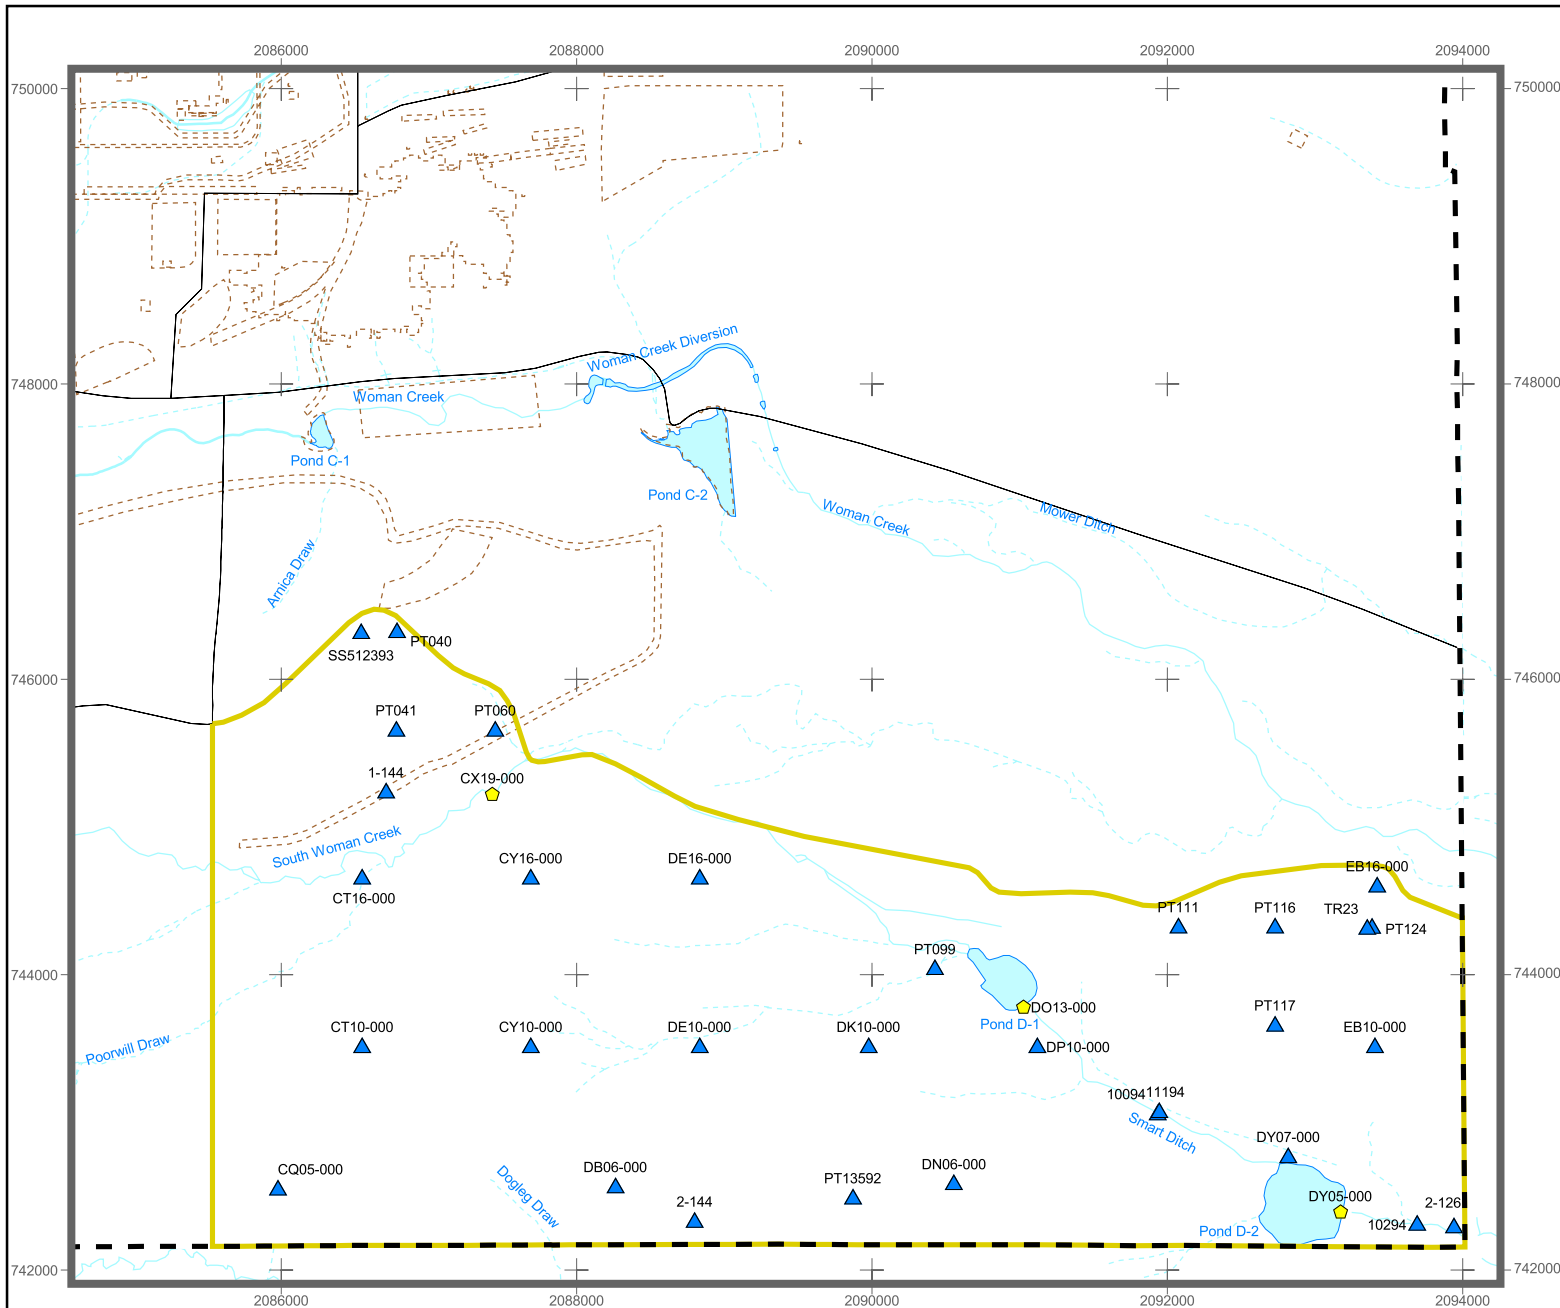 2086000 2088000 2090000 2092000 2094000
750000 750000
Woman Creek Diversion
748000 748000
Woman Creek
Pond C-1
Pond C-2
Woman Creek
Mower Ditch
Arnica Draw
PT040
SS512393
746000 746000
PT041 PT060
1-144 CX19-000
South Woman Creek
CY16-000 DE16-000 EB16-000
CT16-000
PT111 PT116 TR23
PT124
PT099
744000 744000
DO13-000
Pond D-1
PT117
CT10-000 CY10-000 DE10-000 DK10-000 EB10-000
DP10-000
Poorwill Draw
10094 11194
Smart Ditch
DY07-000
CQ05-000 DB06-000 DN06-000
PT13592
Dogleg Draw
2-144
DY05-000
2-126
10294
Pond D-2
742000 742000
2086000 2088000 2090000 2092000 2094000